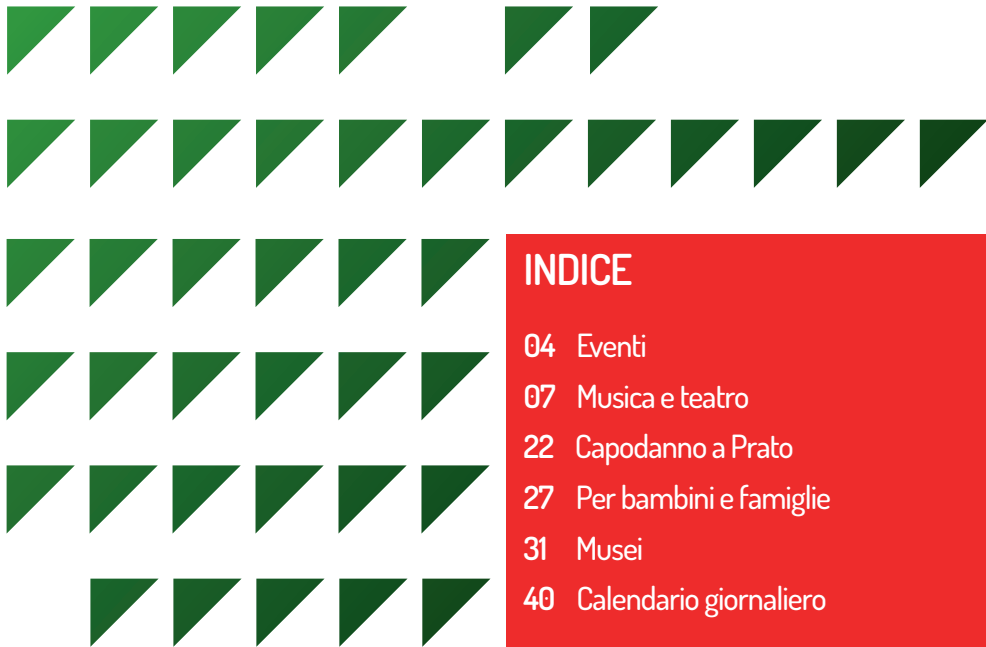 INDICE
04 Eventi
07 Musica e teatro
22 Capodanno a Prato
27 Per bambini e famiglie
31 Musei
40 Calendario giornaliero